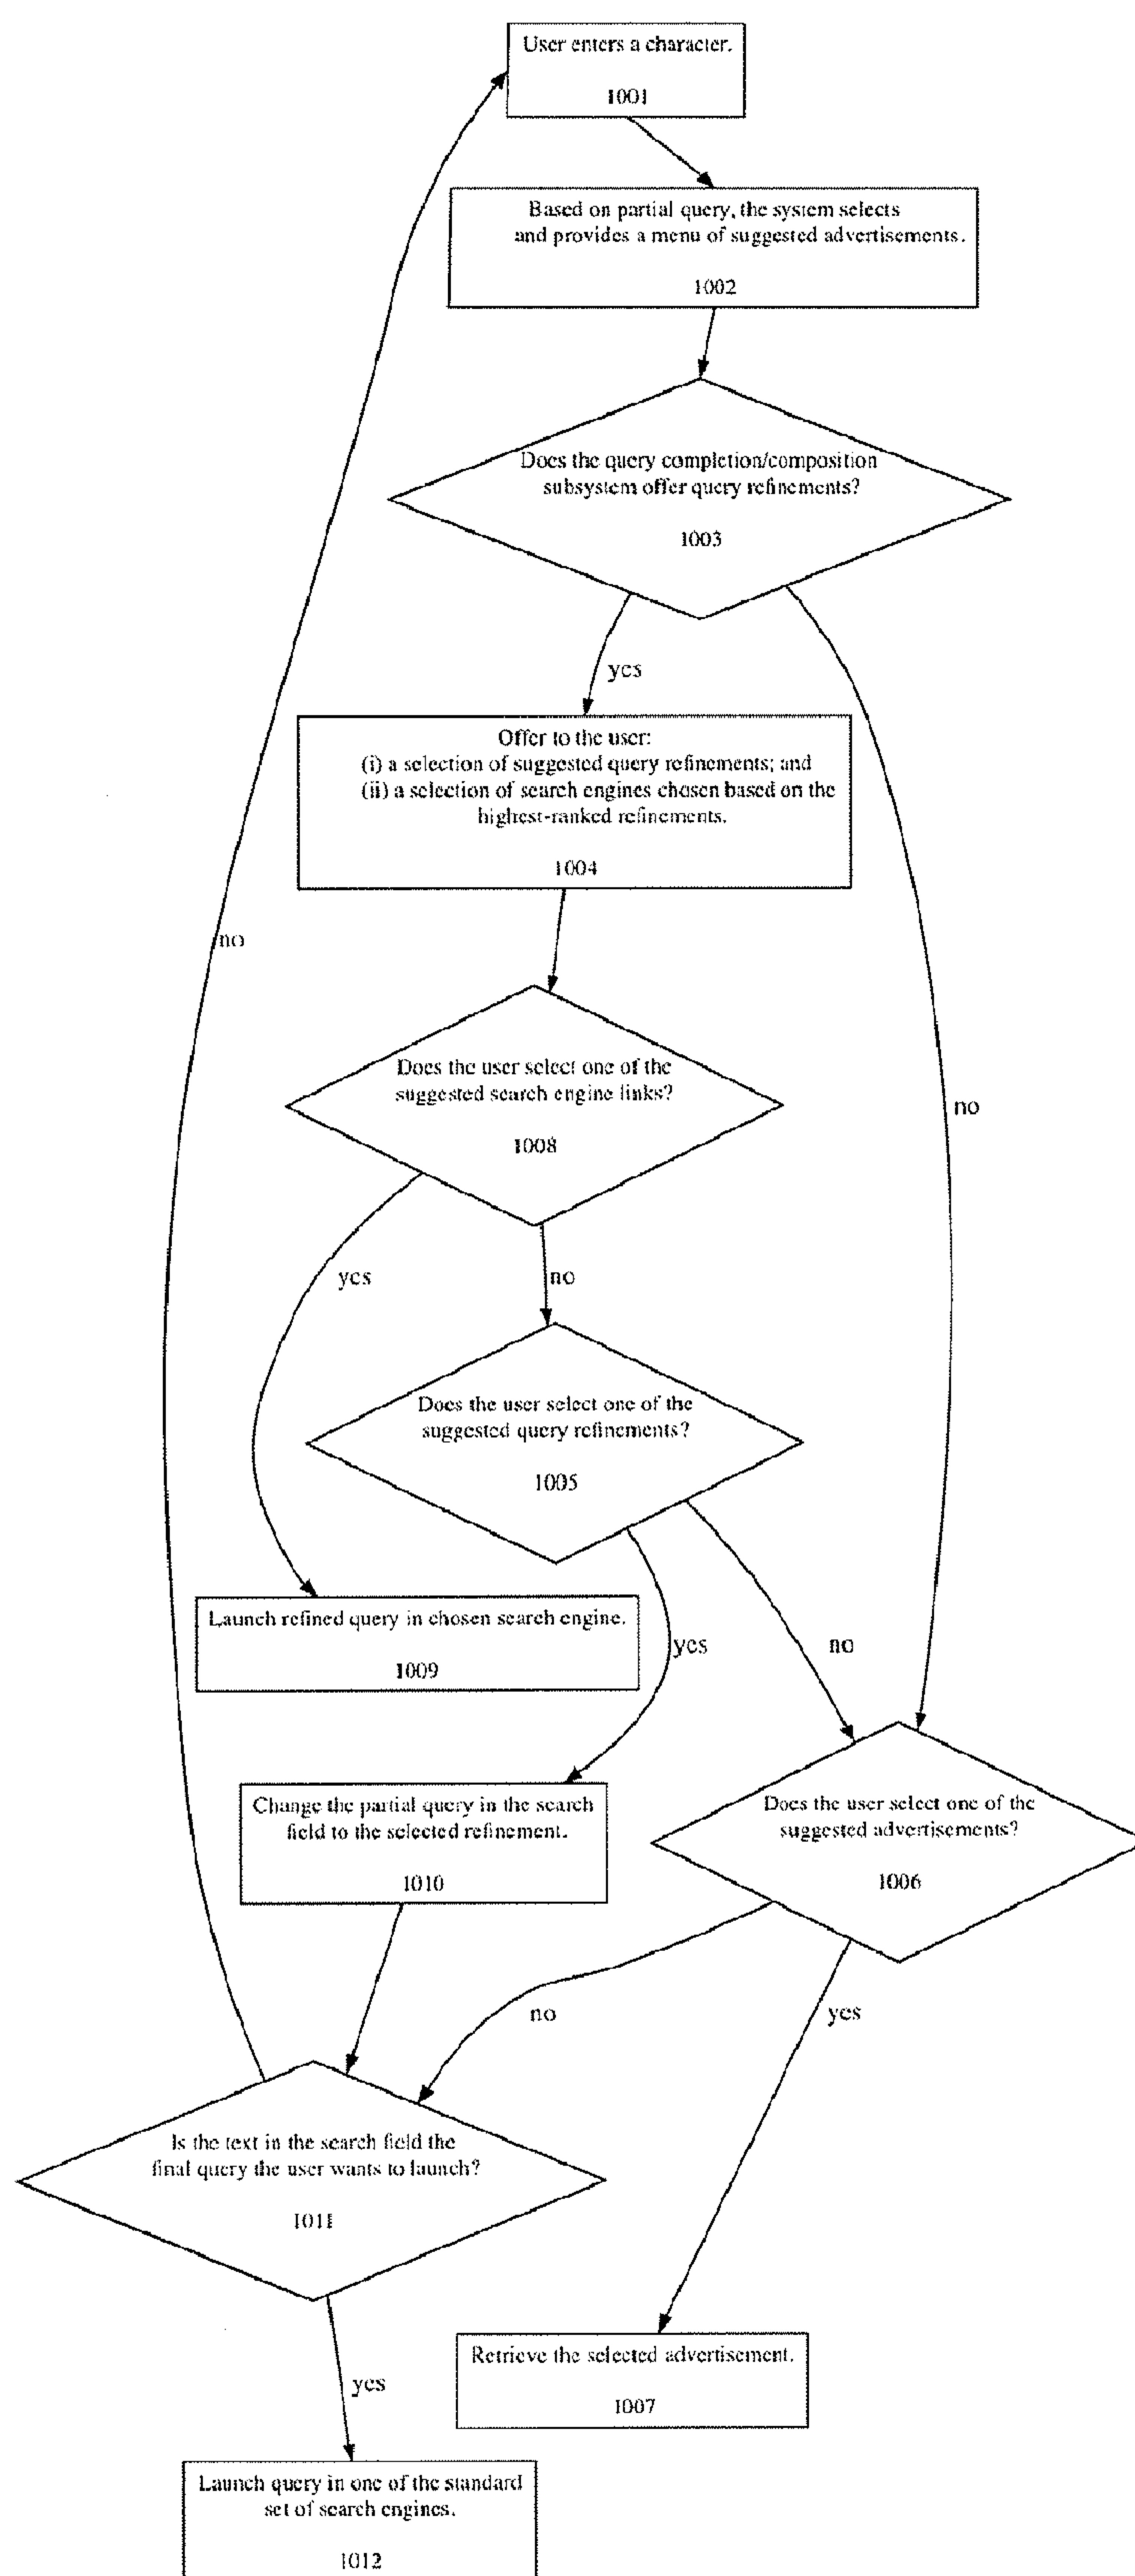 User enters a character.
1001
Based on partial query, the system selects
and provides a menu of suggested advertisements.
1002
Does the query completion/composition
subsystem offer query refinements?
1003
yes
Offer to the user:
(i) a selection of suggested query refinements; and
(ii) a selection of search engines chosen based on the
highest-ranked refinements.
1004
no
Does the user select one of the
suggested search engine links?
1008
no
yes
no
Does the user select one of the
suggested query refinements?
1005
Launch refined query in chosen search engine.
1009
yes
no
Change the partial query in the search
field to the selected refinement.
1010
Does the user select one of the
suggested advertisements?
1006
no
yes
Is the text in the search field the
final query the user wants to launch?
1011
Retrieve the selected advertisement.
1007
yes
Launch query in one of the standard
set of search engines.
1012